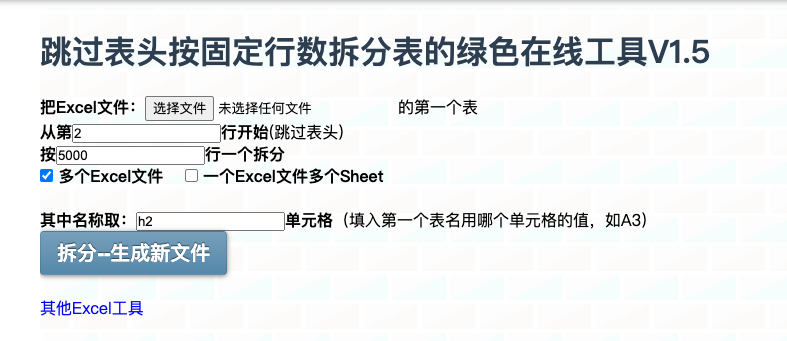 跳过表头按固定行数拆分表的绿色在线工具V1.5
把Excel文件： 选择文件 未选择任何文件 的第一个表
从第2行开始(跳过表头)
按5000行一个拆分
多个Excel文件 一个Excel文件多个Sheet
其中名称取：h2单元格（填入第一个表名用哪个单元格的值，如A3）
拆分--生成新文件
其他Excel工具